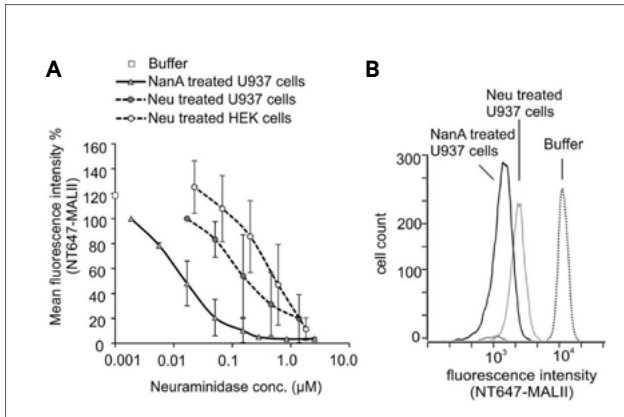 A
Buffer
NanA treated U937 cells
Neu treated U937 cells
Neu treated HEK cells
Mean fluorescence intensity %
(NT647-MALII)
160
140
120
100
80
60
40
20
0
0.001
0.01
0.1
1.0
10.0
Neuraminidase conc. (µM)
B
Neu treated
U937 cells
NanA treated
U937 cells
Buffer
cell count
300
200
100
0
10³
10⁴
fluorescence intensity
(NT647-MALII)